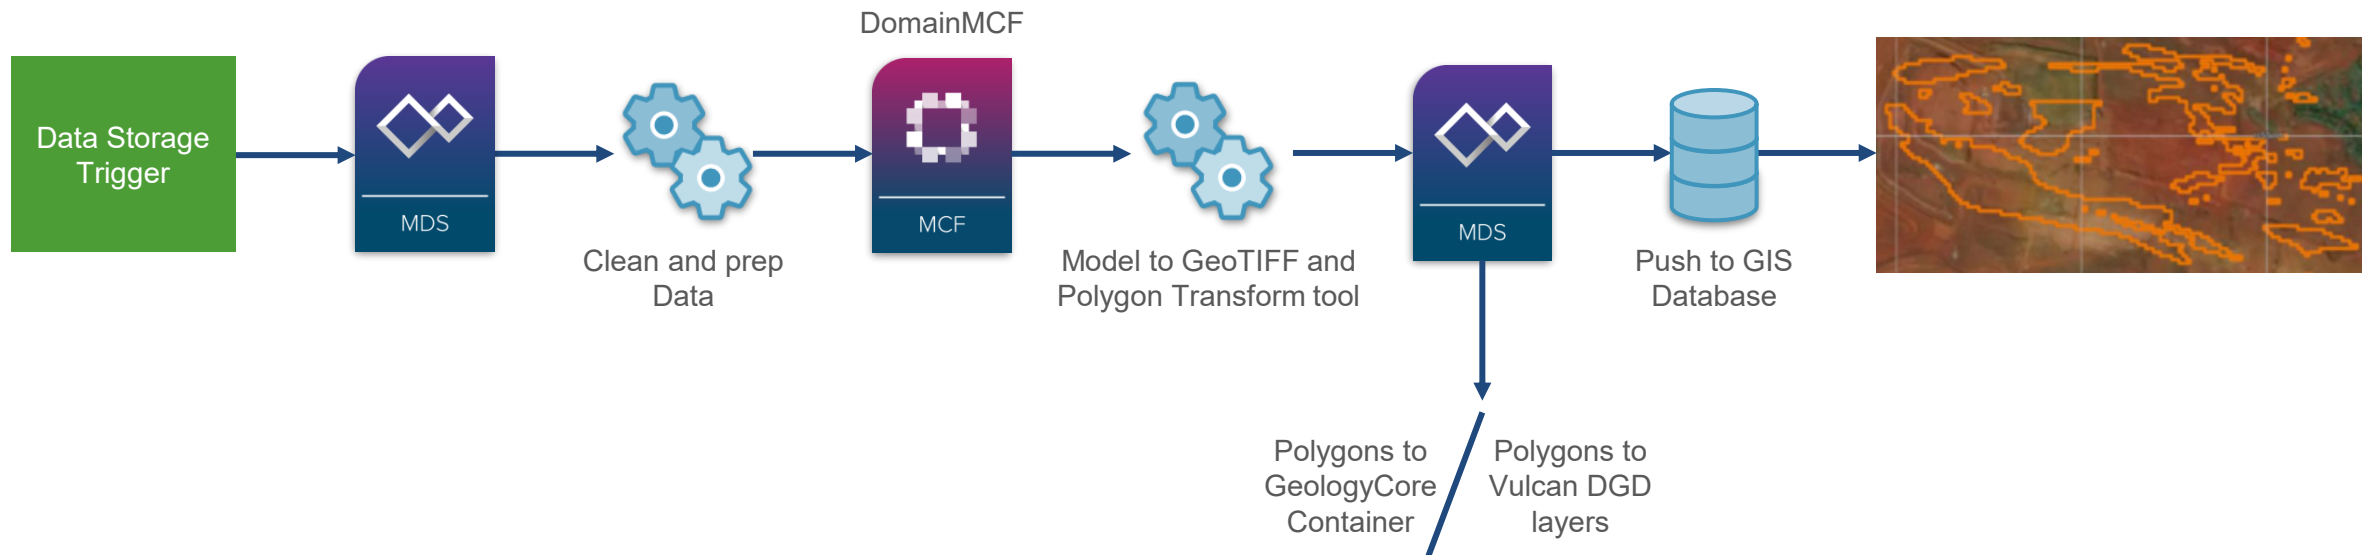 DomainMCF
Data Storage
Trigger
MDS
Clean and prep
Data
MCF
Model to GeoTIFF and
Polygon Transform tool
MDS
Push to GIS
Database
Polygons to
GeologyCore
Container
Polygons to
Vulcan DGD
layers